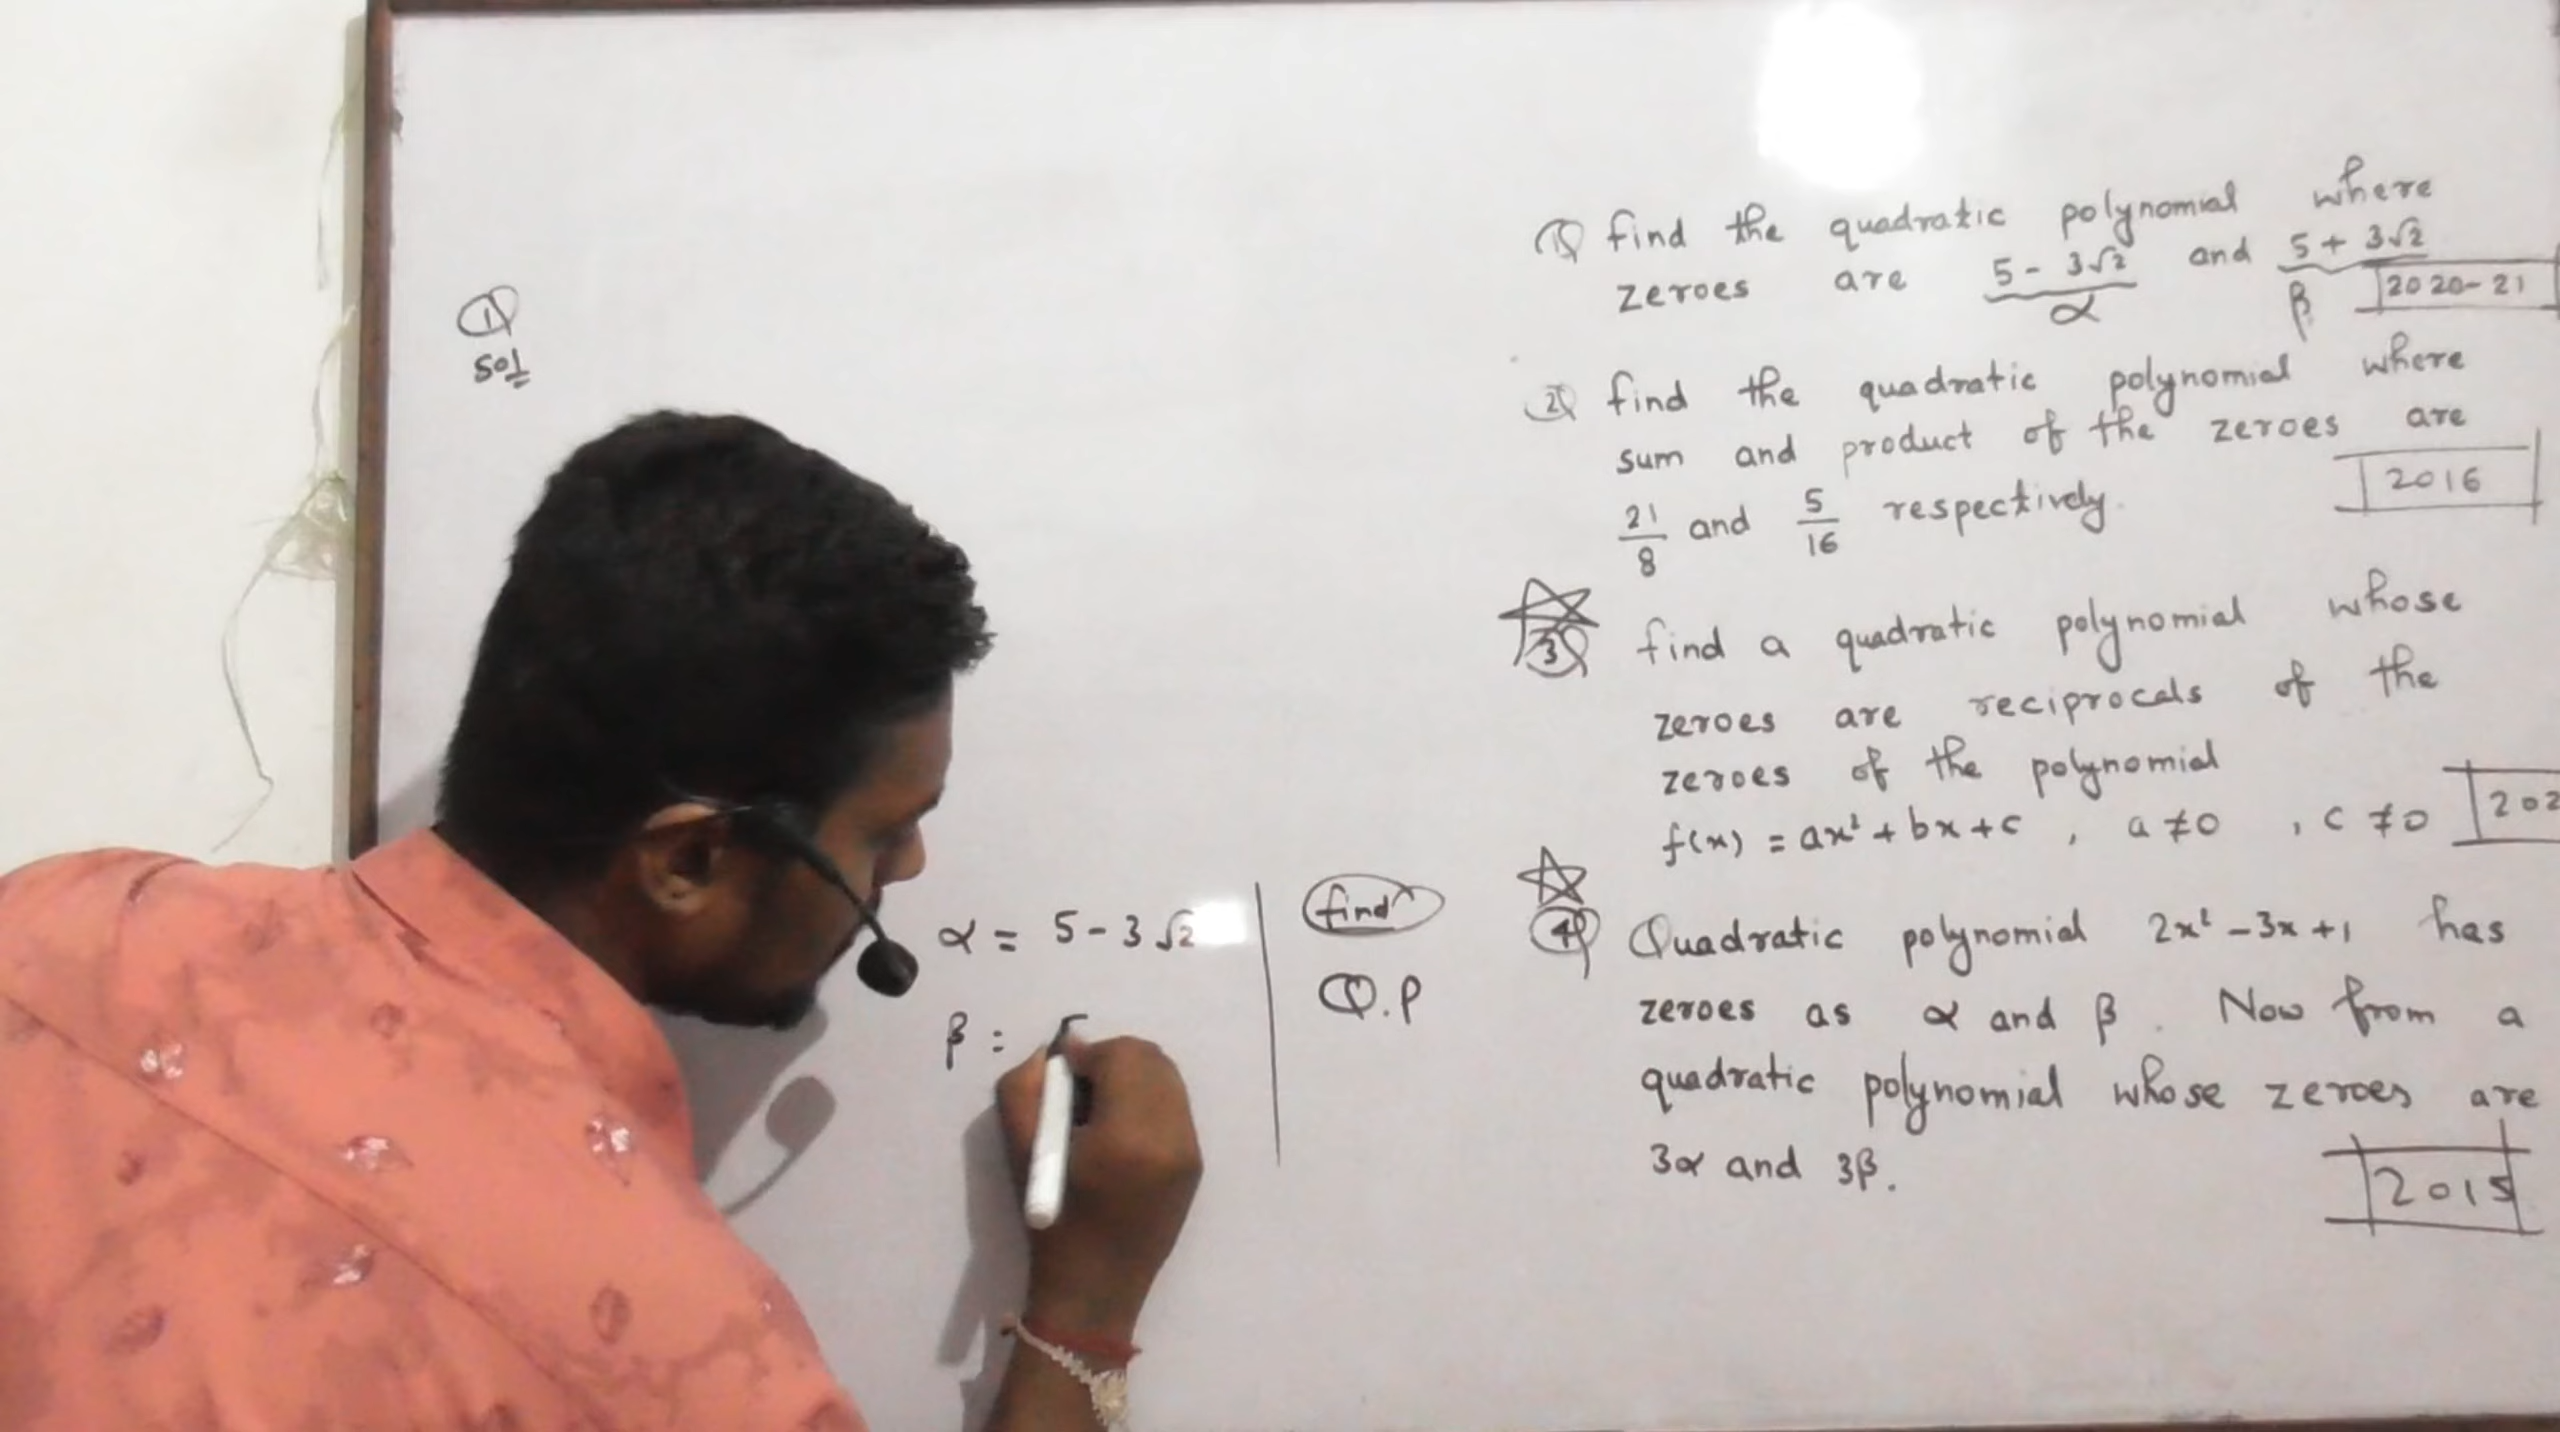 ① find the quadratic polynomial where
zeroes are 5 - 3√2 and 5 + 3√2
α β 2020-21
② find the quadratic polynomial where
sum and product of the zeroes are
21/8 and 5/16 respectively. 2016
③ find a quadratic polynomial whose
zeroes are reciprocals of the
zeroes of the polynomial
f(x) = ax² + bx + c , a ≠ 0 , c ≠ 0
④ Quadratic polynomial 2x² - 3x + 1 has
zeroes as α and β. Now from a
quadratic polynomial whose zeroes are
3α and 3β.
2015
①
Sol
α = 5 - 3√2
β =
find
Q.P